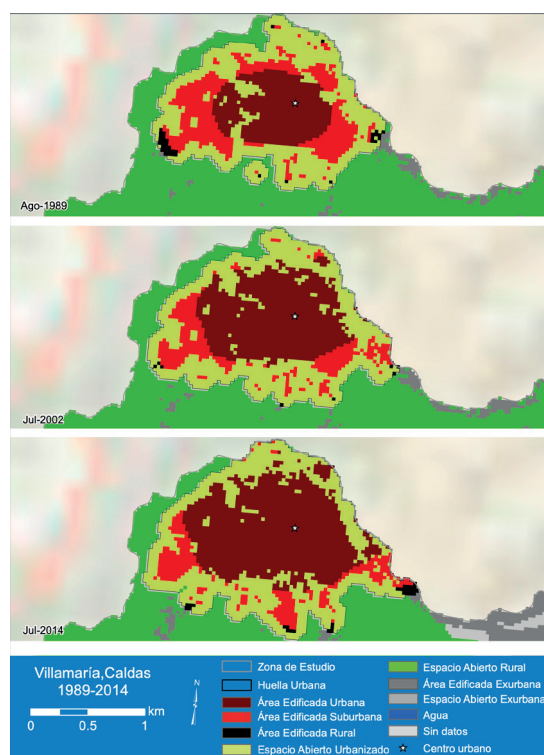 Ago-1989
Jul-2002
Jul-2014
Villamaría,Caldas
1989-2014
N
0 0.5 1 km
Zona de Estudio
Huella Urbana
Área Edificada Urbana
Área Edificada Suburbana
Área Edificada Rural
Espacio Abierto Urbanizado
Espacio Abierto Rural
Área Edificada Exurbana
Espacio Abierto Exurbana
Agua
Sin datos
Centro urbano